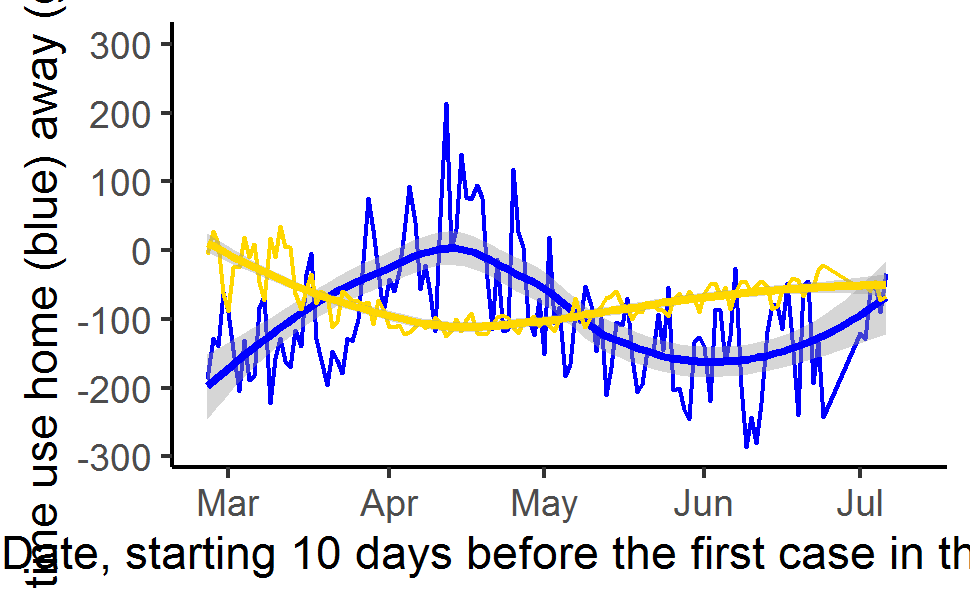 time use home (blue) away (
300
200
100
0
-100
-200
-300
Mar Apr May Jun Jul
Date, starting 10 days before the first case in th